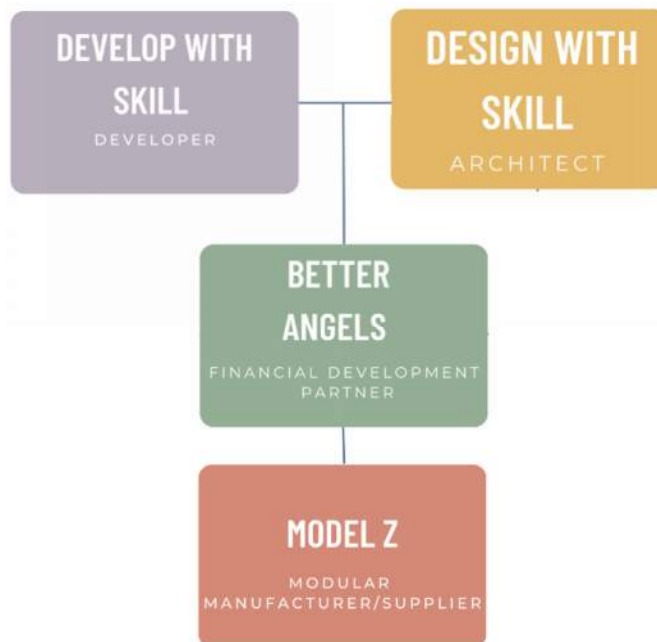 DEVELOP WITH
SKILL
DEVELOPER
DESIGN WITH
SKILL
ARCHITECT
BETTER
ANGELS
FINANCIAL DEVELOPMENT
PARTNER
MODEL Z
MODULAR
MANUFACTURER/SUPPLIER